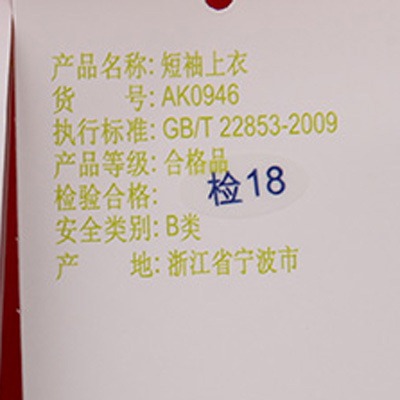 产品名称: 短袖上衣
货 号: AK0946
执行标准: GB/T 22853-2009
产品等级: 合格品
检验合格: 检18
安全类别: B类
产 地: 浙江省宁波市